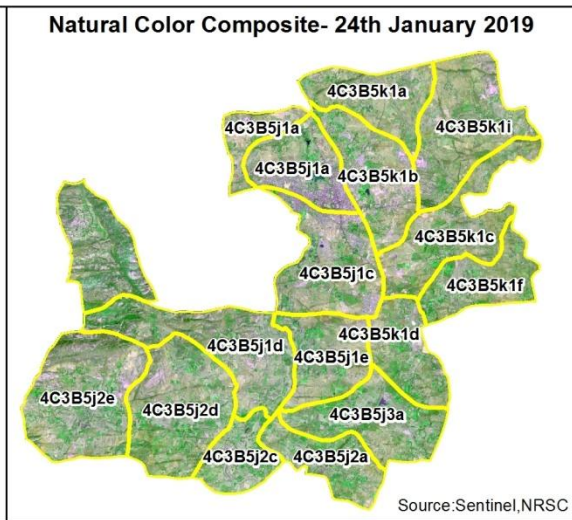 Natural Color Composite- 24th January 2019
4C3B5k1a
4C3B5j1a
4C3B5k1i
4C3B5j1a
4C3B5k1b
4C3B5k1c
4C3B5j1c
4C3B5k1f
4C3B5k1d
4C3B5j1d
4C3B5j1e
4C3B5j2e
4C3B5j2d
4C3B5j3a
4C3B5j2c
4C3B5j2a
Source:Sentinel,NRSC